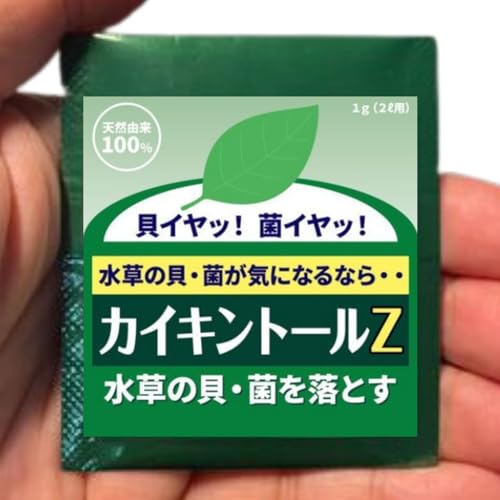 1g(2ℓ用)
天然由来
100%
貝イヤッ! 菌イヤッ!
水草の貝・菌が気になるなら・・
カイキントールZ
水草の貝・菌を落とす